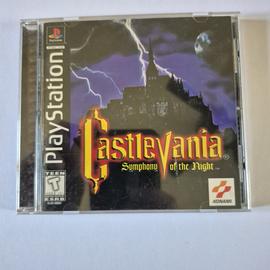 PlayStation
CastleVania
Symphony of the Night
TEEN
T
E S R B
KONAMI